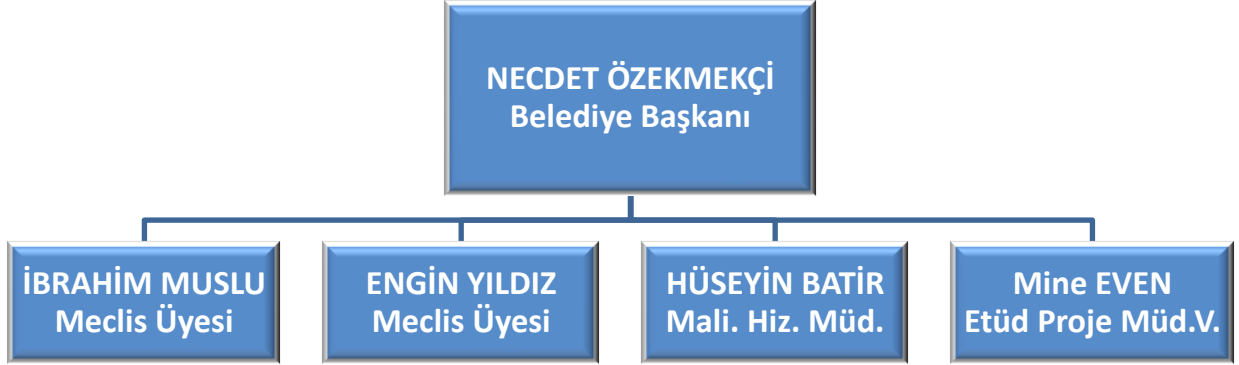 NECDET ÖZEKMEKÇİ
Belediye Başkanı
İBRAHİM MUSLU
Meclis Üyesi
ENGİN YILDIZ
Meclis Üyesi
HÜSEYİN BATİR
Mali. Hiz. Müd.
Mine EVEN
Etüd Proje Müd.V.